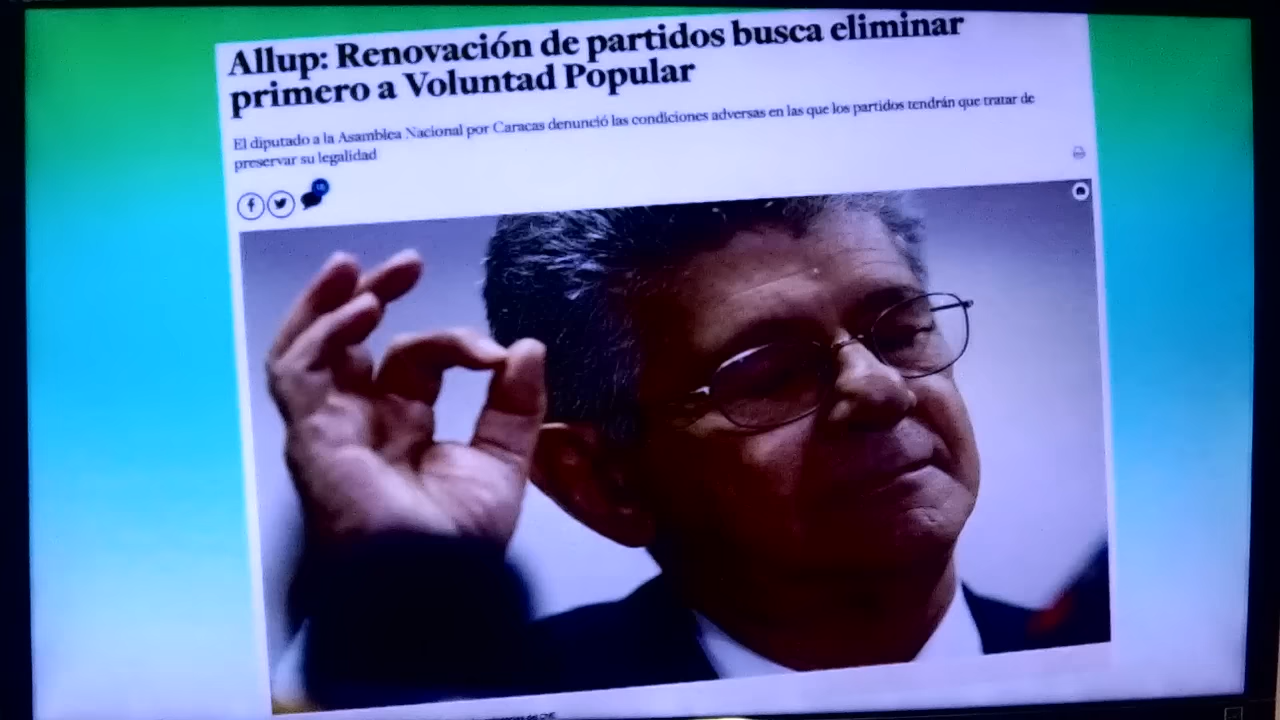 Allup: Renovación de partidos busca eliminar
primero a Voluntad Popular
El diputado a la Asamblea Nacional por Caracas denunció las condiciones adversas en las que los partidos tendrán que tratar de
preservar su legalidad